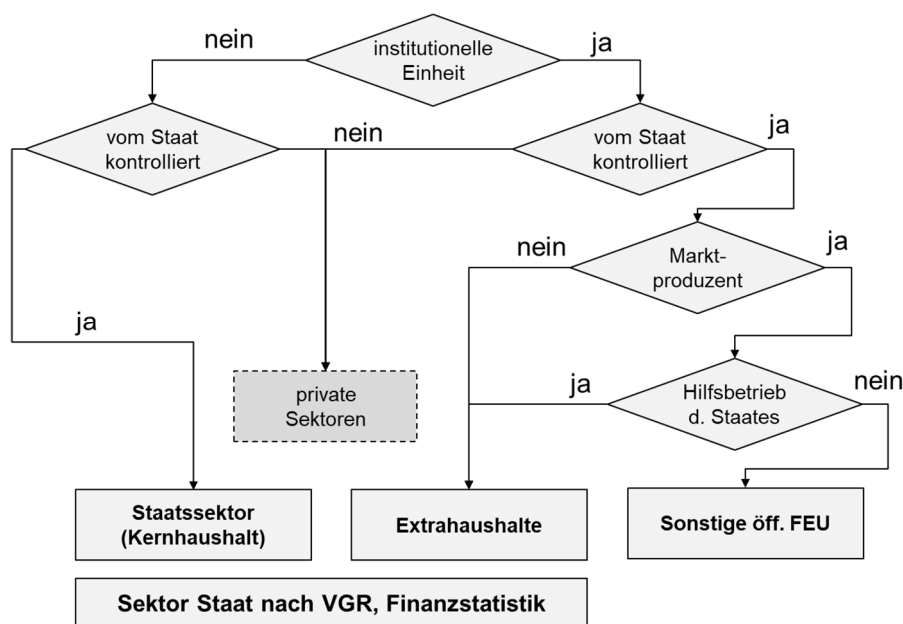 nein
institutionelle
Einheit
ja
vom Staat
kontrolliert
nein
vom Staat
kontrolliert
ja
nein
Markt-
produzent
ja
ja
private
Sektoren
ja
Hilfsbetrieb
d. Staates
nein
Staatssektor
(Kernhaushalt)
Extrahaushalte
Sonstige öff. FEU
Sektor Staat nach VGR, Finanzstatistik